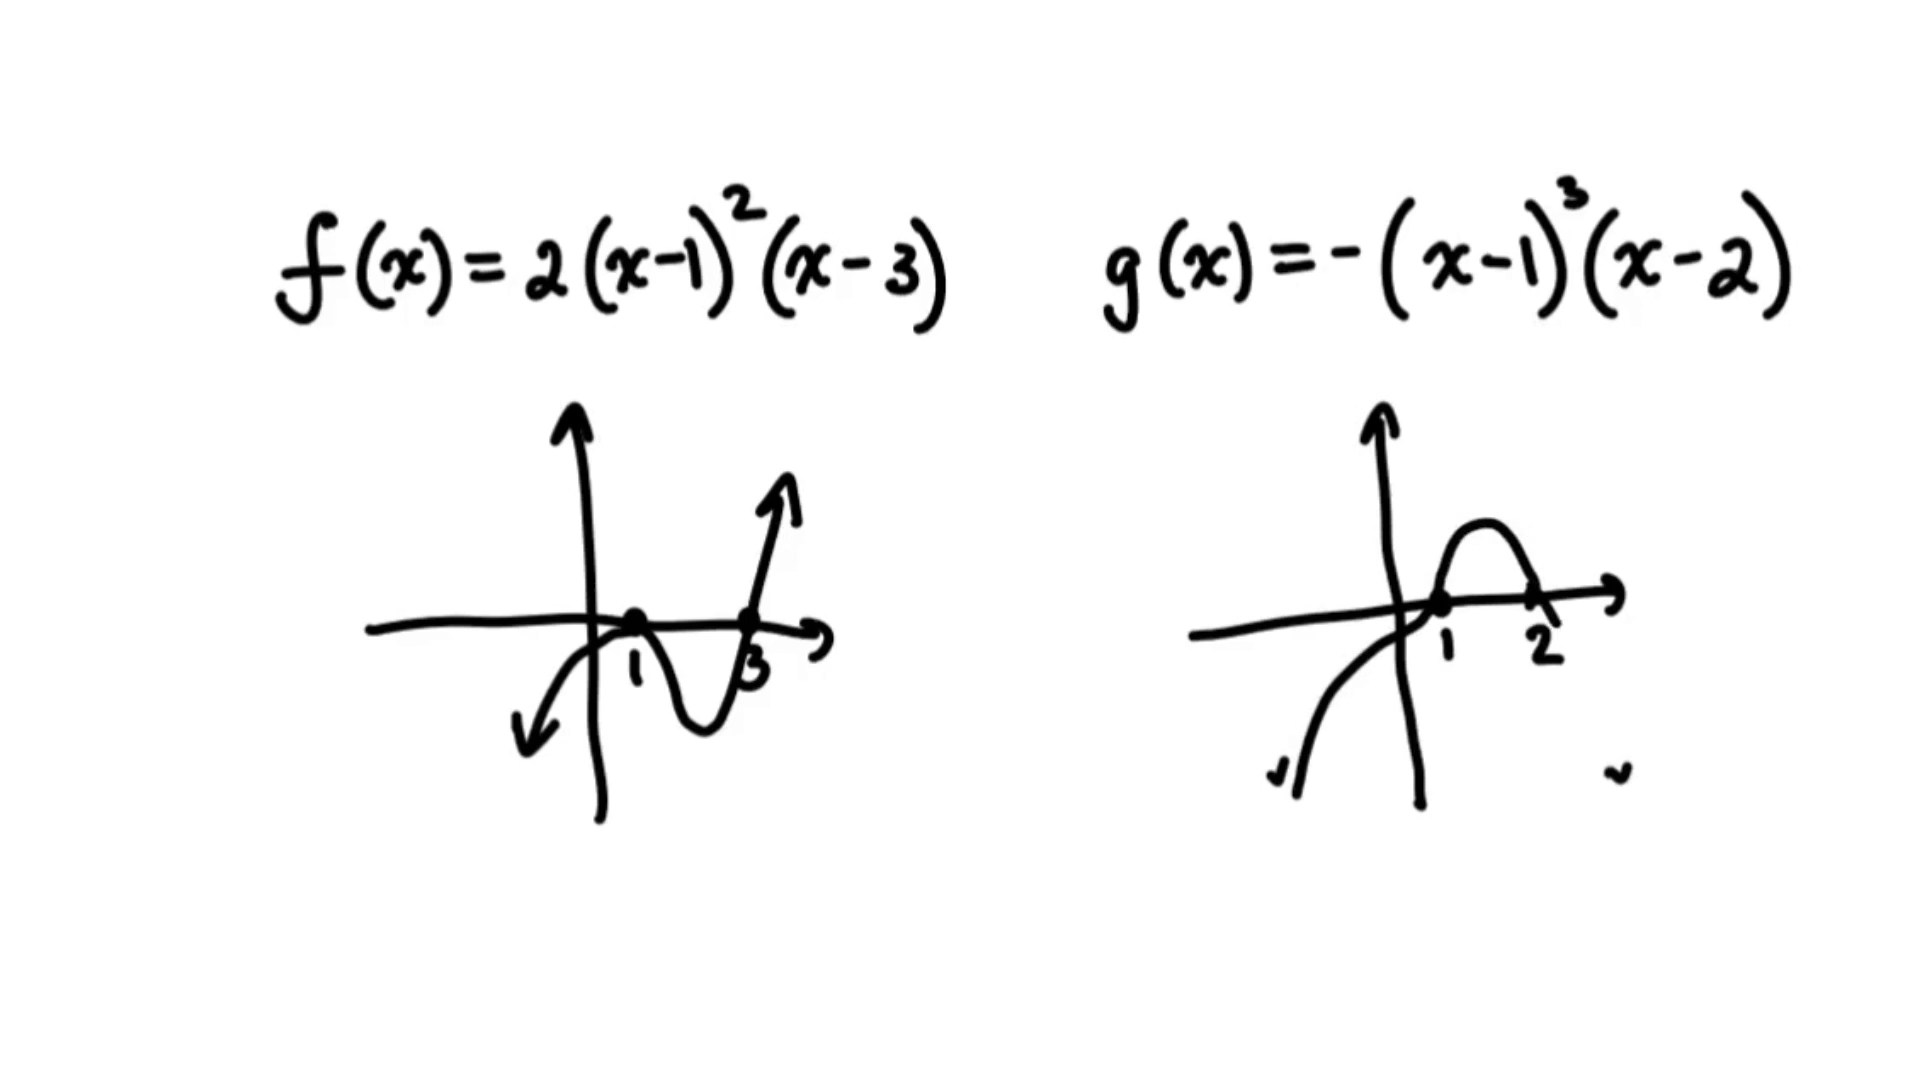 f(x) = 2(x-1)²(x-3)
g(x) = -(x-1)³(x-2)
1 3
1 2